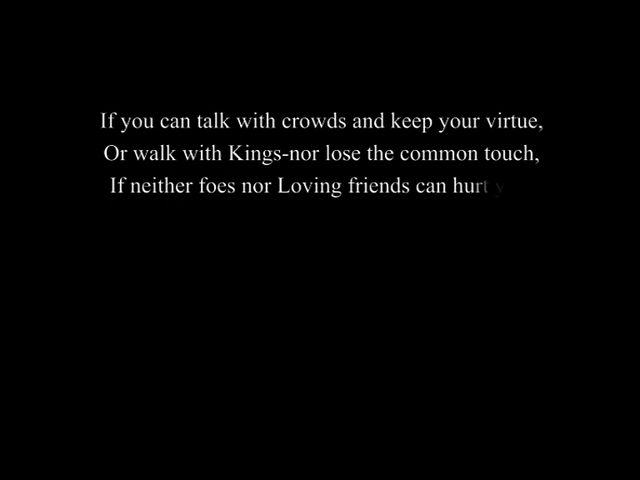 If you can talk with crowds and keep your virtue,
Or walk with Kings-nor lose the common touch,
If neither foes nor Loving friends can hurt